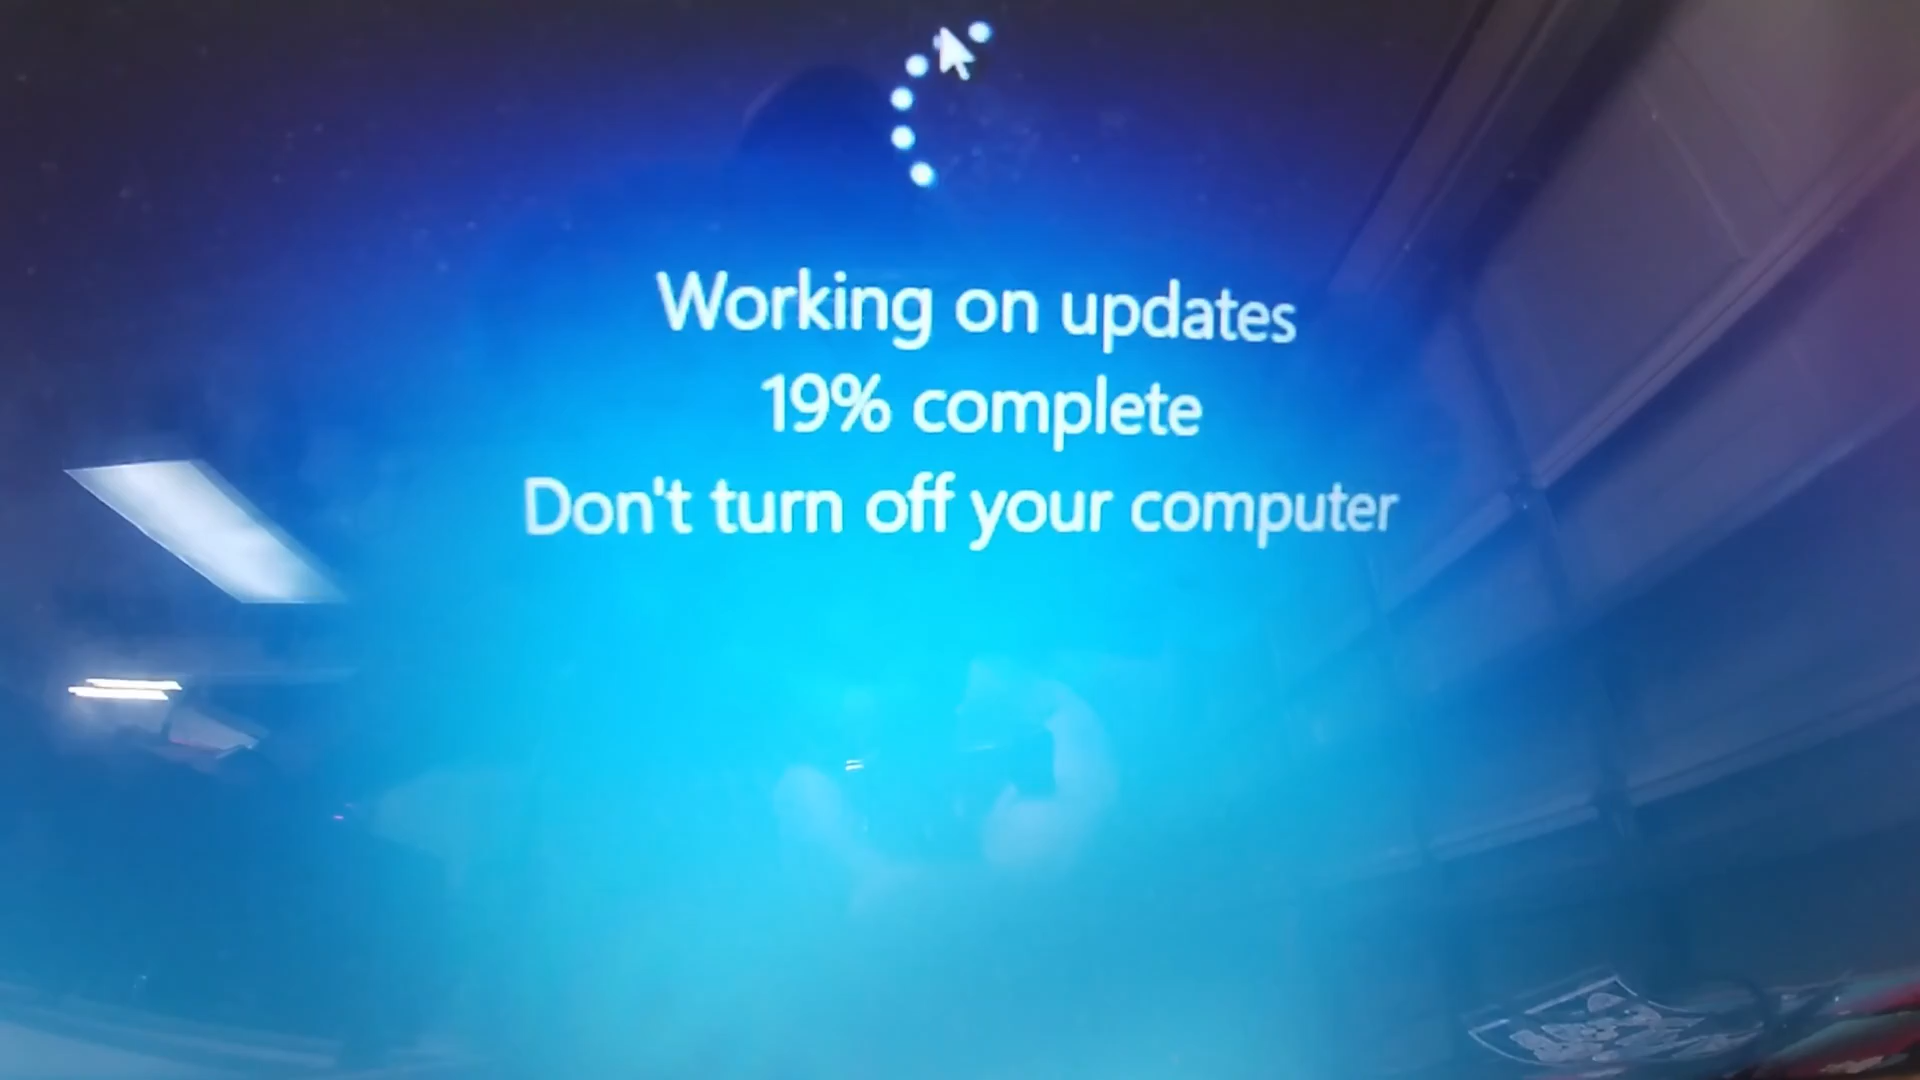 Working on updates
19% complete
Don't turn off your computer